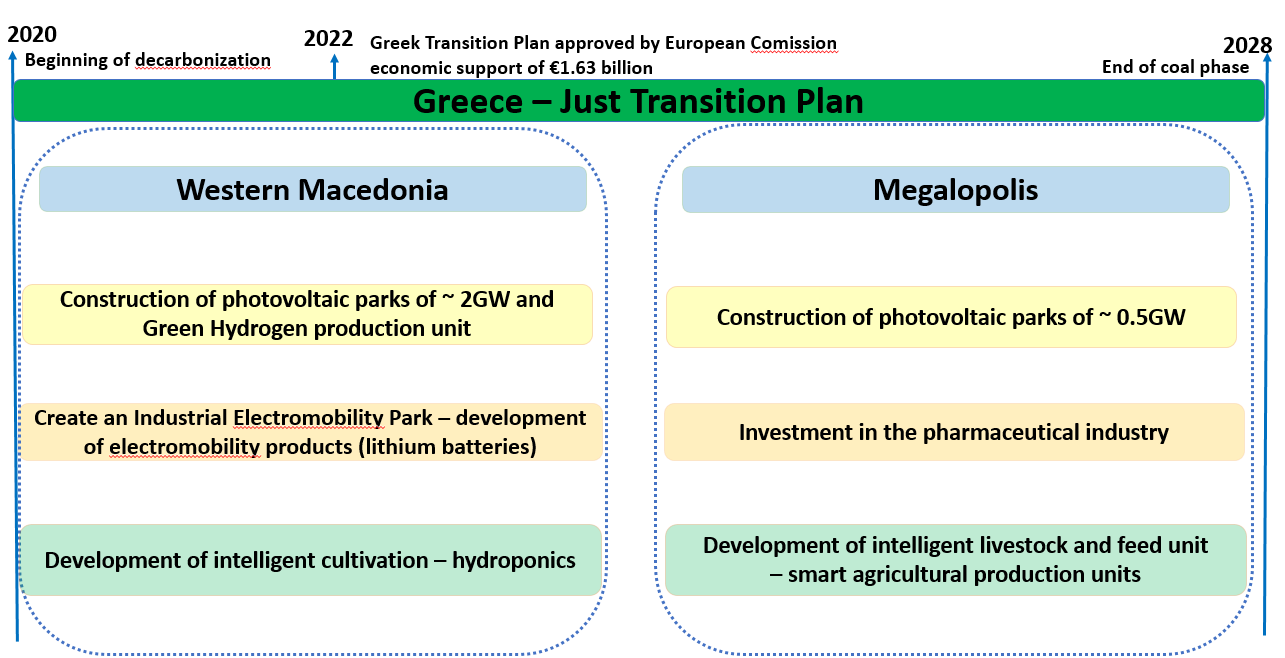 2020
Beginning of decarbonization
2022
Greek Transition Plan approved by European Comission
economic support of €1.63 billion
2028
End of coal phase
Greece – Just Transition Plan
Western Macedonia
Construction of photovoltaic parks of ~ 2GW and
Green Hydrogen production unit
Create an Industrial Electromobility Park – development
of electromobility products (lithium batteries)
Development of intelligent cultivation – hydroponics
Megalopolis
Construction of photovoltaic parks of ~ 0.5GW
Investment in the pharmaceutical industry
Development of intelligent livestock and feed unit
– smart agricultural production units